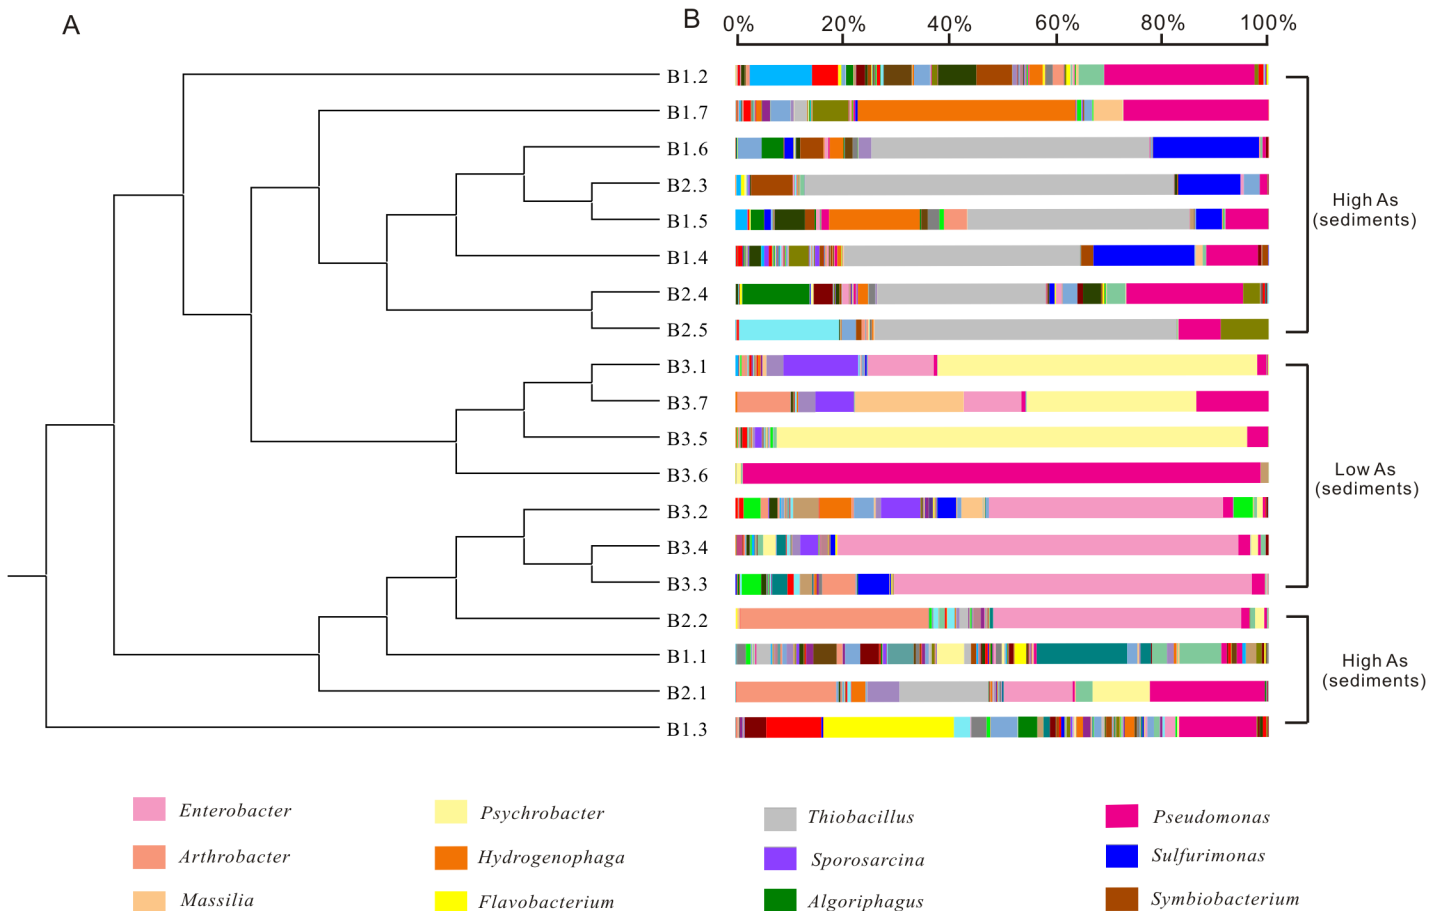 A
B
0% 20% 40% 60% 80% 100%
B1.2
B1.7
B1.6
B2.3
B1.5
B1.4
B2.4
B2.5
High As
(sediments)
B3.1
B3.7
B3.5
B3.6
B3.2
B3.4
B3.3
Low As
(sediments)
B2.2
B1.1
B2.1
B1.3
High As
(sediments)
Enterobacter
Psychrobacter
Thiobacillus
Pseudomonas
Arthrobacter
Hydrogenophaga
Sporosarcina
Sulfurimonas
Massilia
Flavobacterium
Algoriphagus
Symbiobacterium